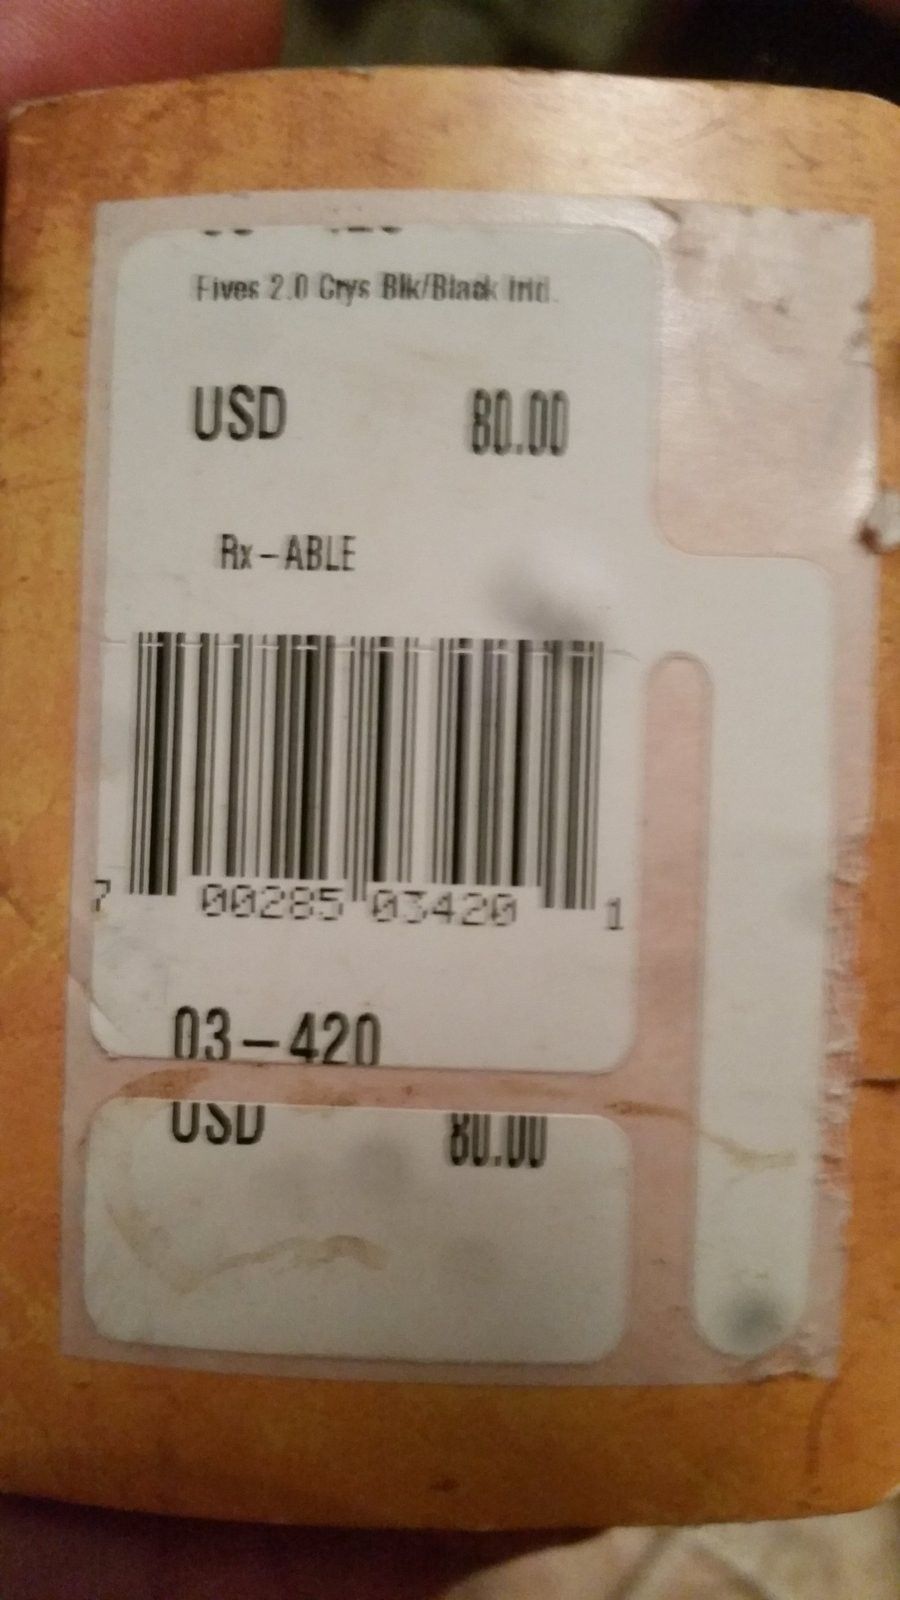 Fives 2.0 Crys Blk/Black Irid.
USD 80.00
Rx-ABLE
7 00285 03420 1
03-420
USD 80.00